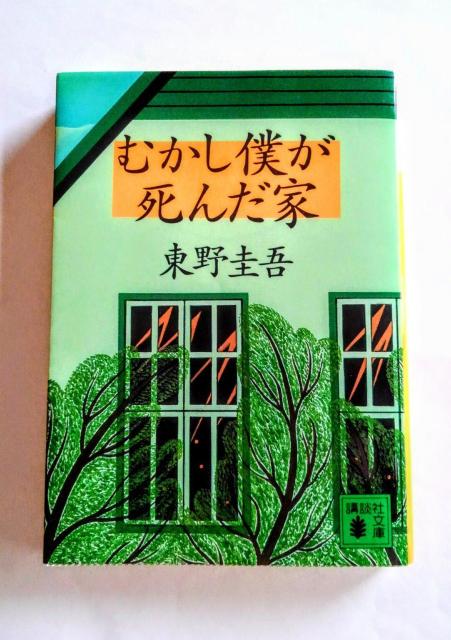 むかし僕が
死んだ家
東野圭吾
講談社
文庫